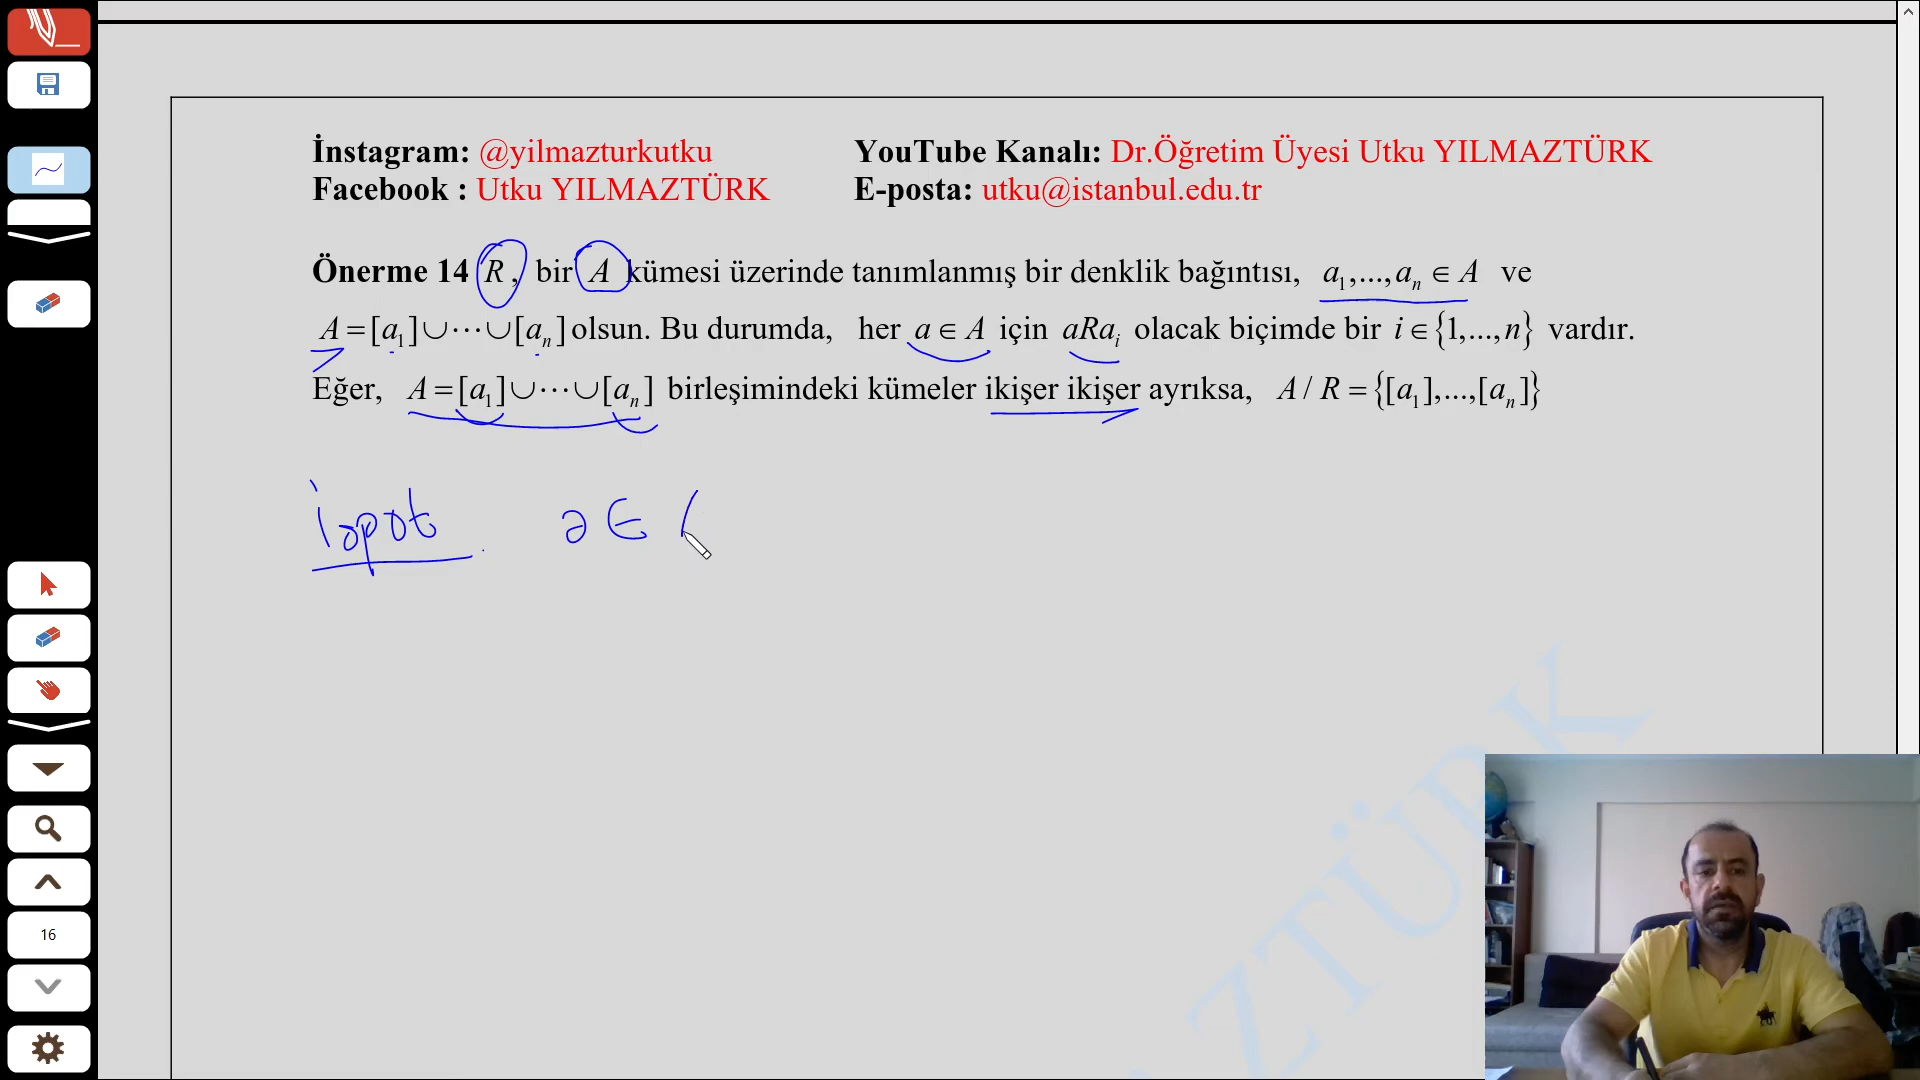 İnstagram: @yilmazturkutku YouTube Kanalı: Dr.Öğretim Üyesi Utku YILMAZTÜRK
Facebook : Utku YILMAZTÜRK E-posta: utku@istanbul.edu.tr
Önerme 14 R, bir A kümesi üzerinde tanımlanmış bir denklik bağıntısı, a₁,...,aₙ ∈ A ve
A = [a₁] ∪ ⋯ ∪ [aₙ] olsun. Bu durumda, her a ∈ A için aRaᵢ olacak biçimde bir i ∈ {1,...,n} vardır.
Eğer, A = [a₁] ∪ ⋯ ∪ [aₙ] birleşimindeki kümeler ikişer ikişer ayrıksa, A / R = {[a₁],...,[aₙ]}
İspat a ∈ (
ZTÜRK
16